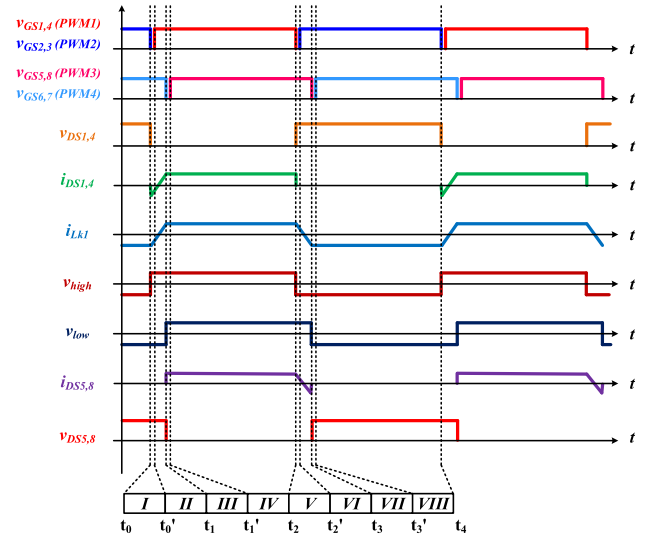 vGS1,4 (PWM1)
vGS2,3 (PWM2)
t
vGS5,8 (PWM3)
vGS6,7 (PWM4)
t
vDS1,4
t
iDS1,4
t
iLk1
t
vhigh
t
vlow
t
iDS5,8
t
vDS5,8
t
I II III IV V VI VII VIII
t0 t0' t1 t1' t2 t2' t3 t3' t4